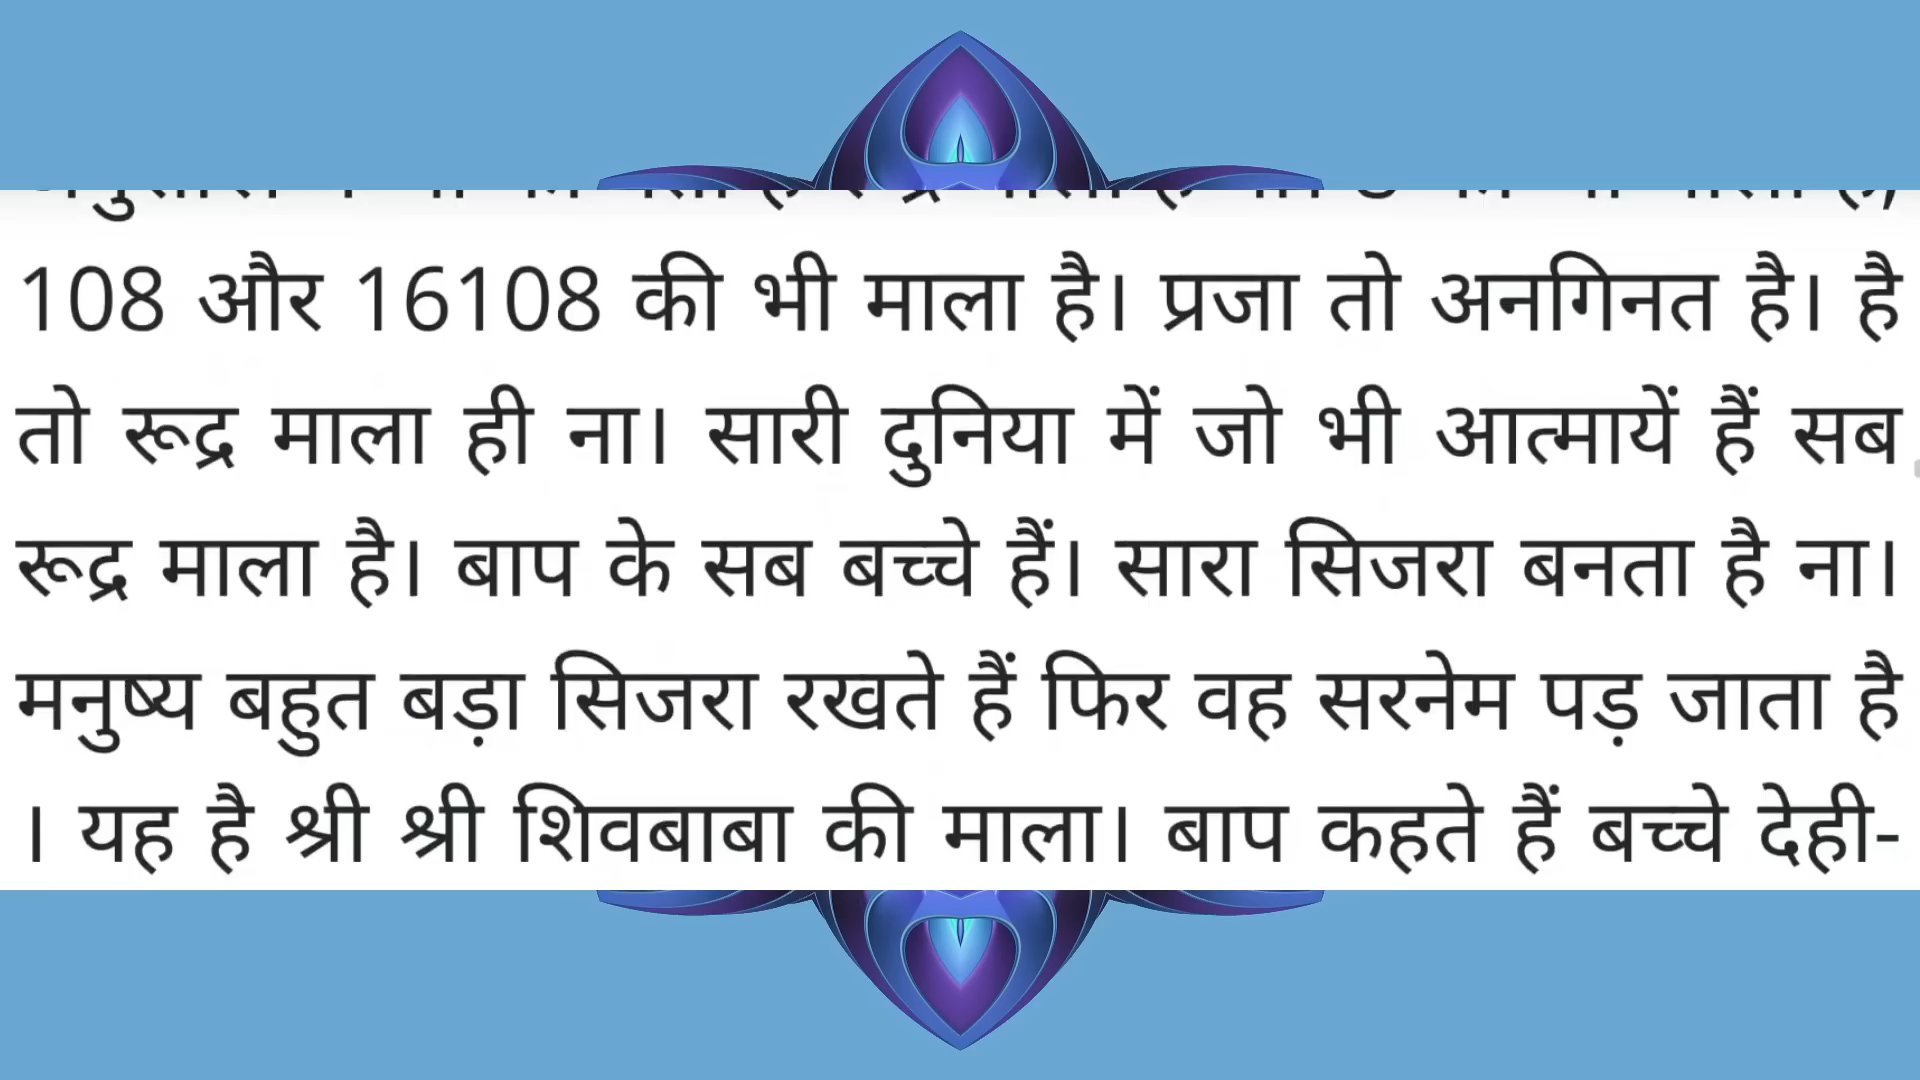 108 और 16108 की भी माला है। प्रजा तो अनगिनत है। है
तो रूद्र माला ही ना। सारी दुनिया में जो भी आत्मायें हैं सब
रूद्र माला है। बाप के सब बच्चे हैं। सारा सिजरा बनता है ना।
मनुष्य बहुत बड़ा सिजरा रखते हैं फिर वह सरनेम पड़ जाता है
। यह है श्री श्री शिवबाबा की माला। बाप कहते हैं बच्चे देही-